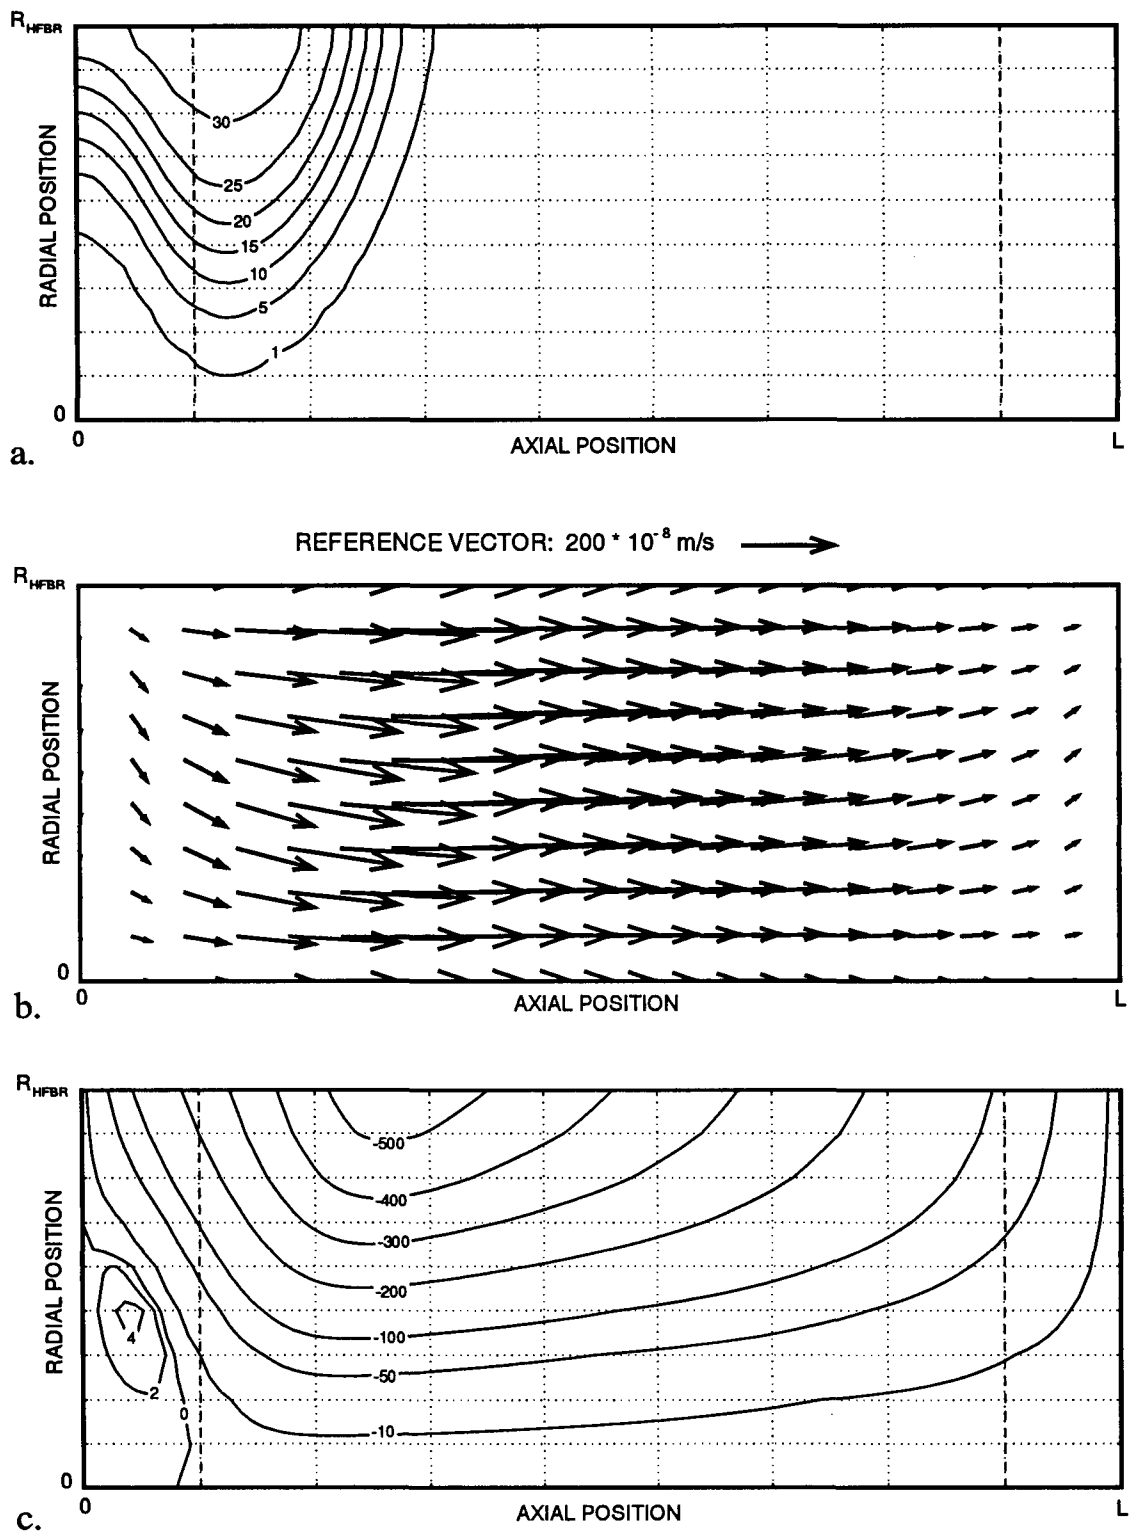 R_HFBR
RADIAL POSITION
30
25
20
15
10
5
1
0
0
AXIAL POSITION
L
a.
REFERENCE VECTOR: 200 * 10^-8 m/s
R_HFBR
RADIAL POSITION
0
0
AXIAL POSITION
L
b.
R_HFBR
RADIAL POSITION
-500
-400
-300
-200
-100
-50
-10
4
2
0
0
0
AXIAL POSITION
L
c.